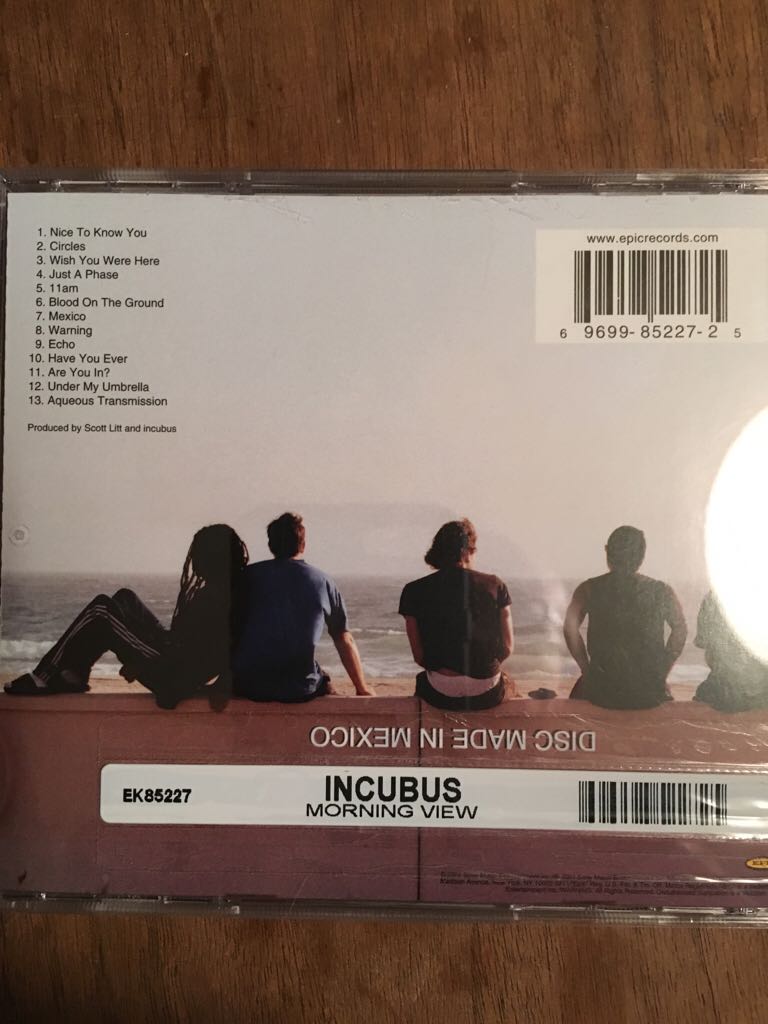 1. Nice To Know You
2. Circles
3. Wish You Were Here
4. Just A Phase
5. 11am
6. Blood On The Ground
7. Mexico
8. Warning
9. Echo
10. Have You Ever
11. Are You In?
12. Under My Umbrella
13. Aqueous Transmission
Produced by Scott Litt and incubus
www.epicrecords.com
6 9699-85227-2 5
DISC MADE IN MEXICO
EK85227
INCUBUS
MORNING VIEW